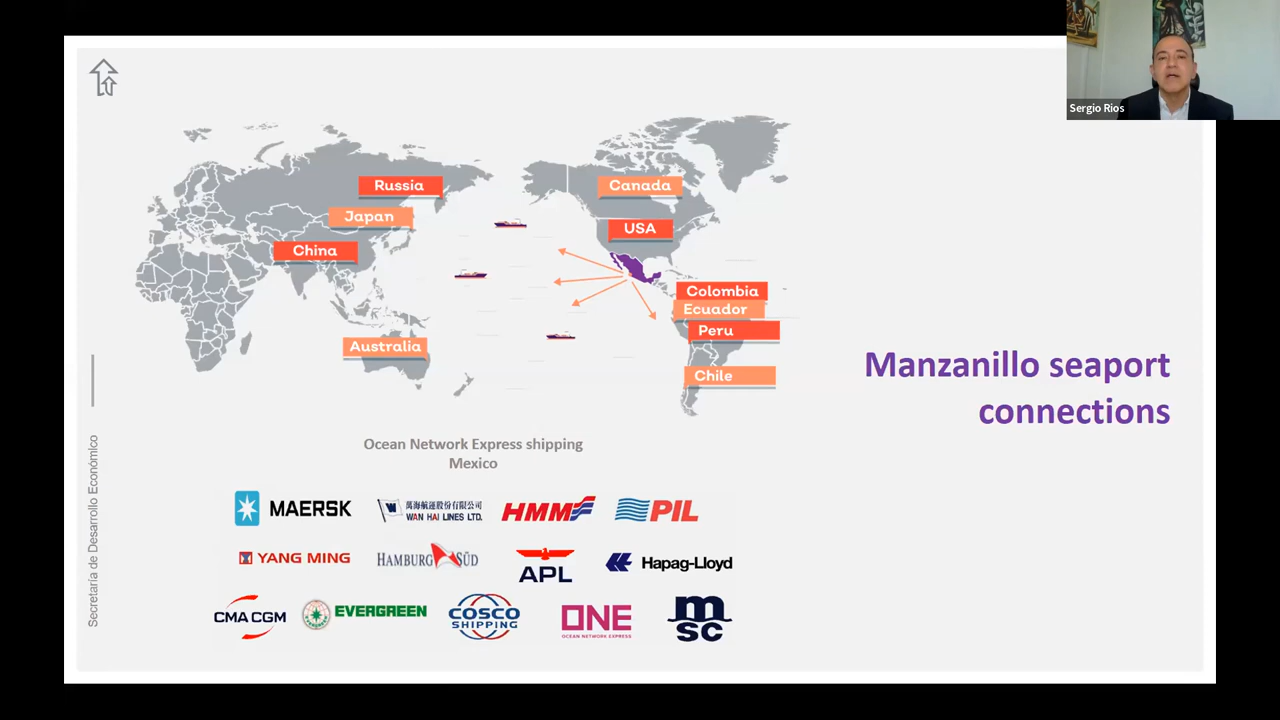 Sergio Rios
Russia
Canada
Japan
USA
China
Colombia
Ecuador
Peru
Australia
Chile
Manzanillo seaport
connections
Secretaría de Desarrollo Económico
Ocean Network Express shipping
Mexico
MAERSK
萬海航運股份有限公司
WAN HAI LINES LTD.
HMM
PIL
YANG MING
HAMBURG SÜD
APL
Hapag-Lloyd
CMA CGM
EVERGREEN
COSCO
SHIPPING
ONE
OCEAN NETWORK EXPRESS
m
sc